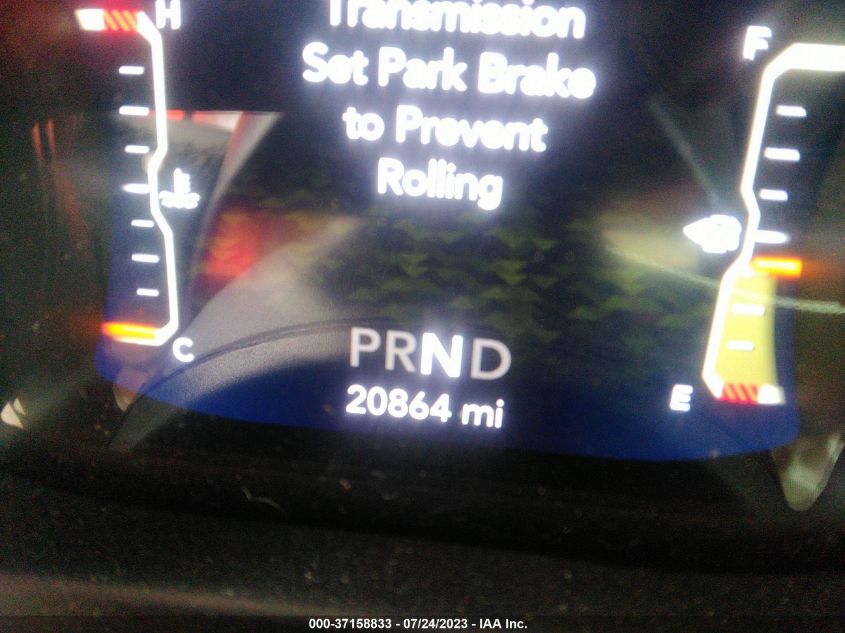 H
Transmission
F
Set Park Brake
to Prevent
Rolling
PRND
C
20864 mi
E
000-37158833 - 07/24/2023 - IAA Inc.